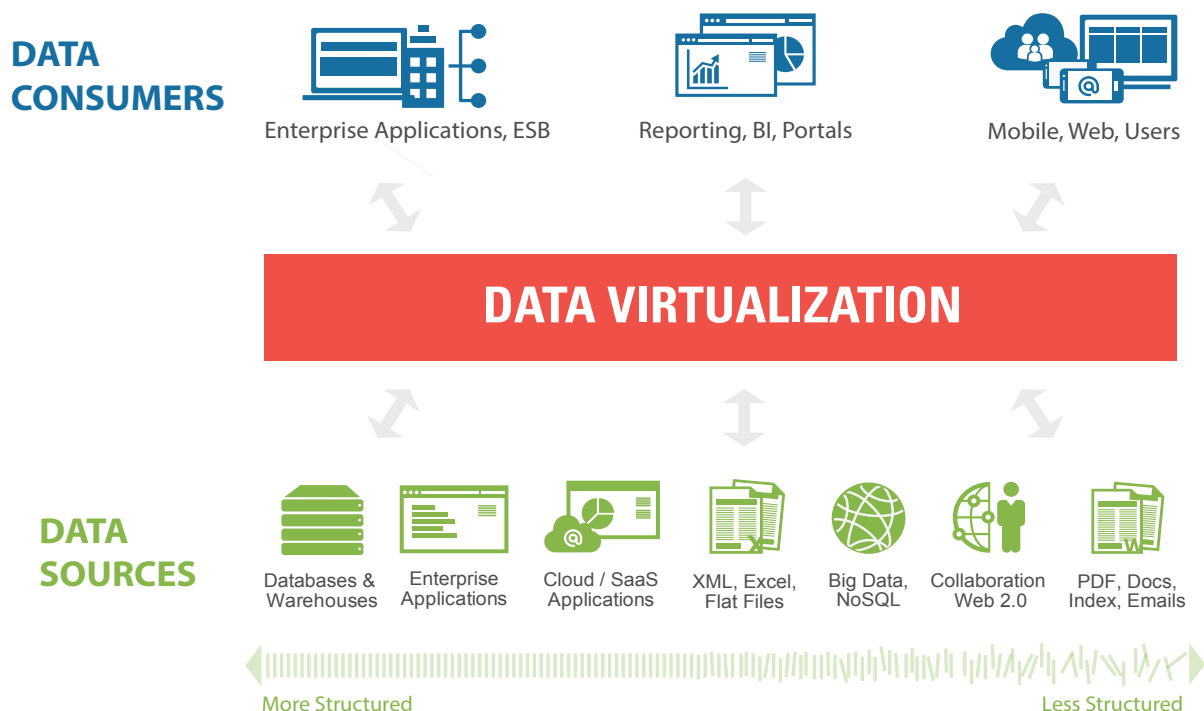 DATA
CONSUMERS
Enterprise Applications, ESB
Reporting, BI, Portals
Mobile, Web, Users
DATA VIRTUALIZATION
DATA
SOURCES
Databases &
Warehouses
Enterprise
Applications
Cloud / SaaS
Applications
XML, Excel,
Flat Files
Big Data,
NoSQL
Collaboration
Web 2.0
PDF, Docs,
Index, Emails
More Structured
Less Structured